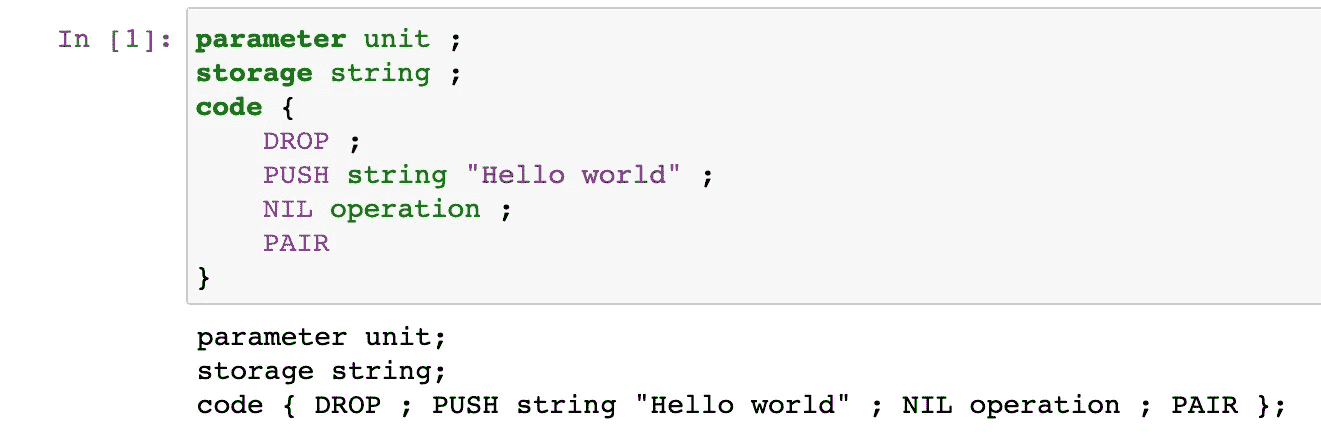 In [1]: parameter unit ;
storage string ;
code {
    DROP ;
    PUSH string "Hello world" ;
    NIL operation ;
    PAIR
}
parameter unit;
storage string;
code { DROP ; PUSH string "Hello world" ; NIL operation ; PAIR };